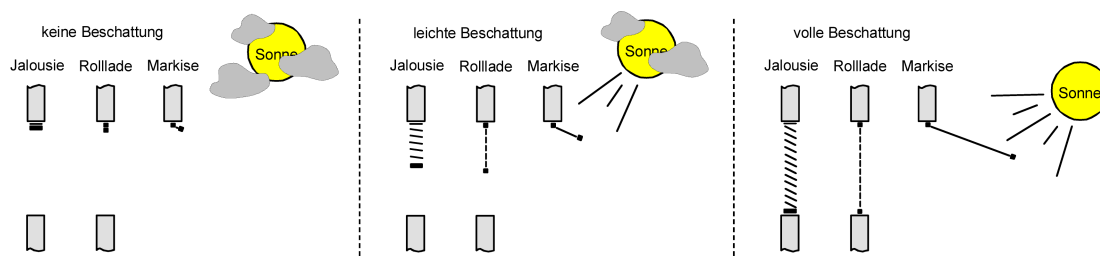 keine Beschattung
Jalousie Rolllade Markise
Sonne
leichte Beschattung
Jalousie Rolllade Markise
Sonne
volle Beschattung
Jalousie Rolllade Markise
Sonne